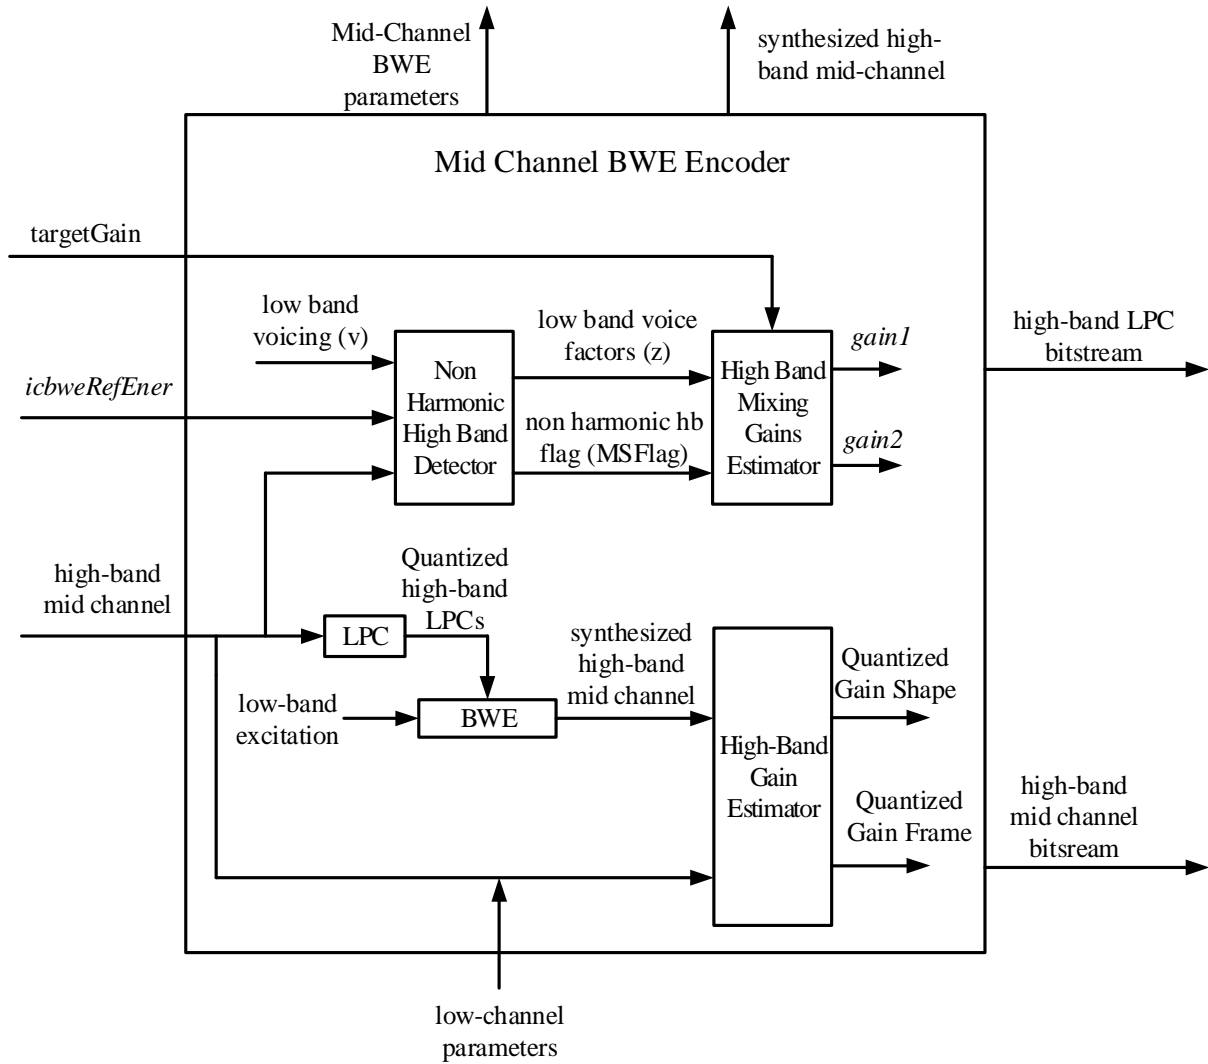 Mid-Channel
BWE
parameters
synthesized high-
band mid-channel
Mid Channel BWE Encoder
targetGain
low band
voicing (v)
icbweRefEner
Non
Harmonic
High Band
Detector
low band voice
factors (z)
non harmonic hb
flag (MSFlag)
High Band
Mixing
Gains
Estimator
gain1
gain2
high-band LPC
bitstream
high-band
mid channel
LPC
Quantized
high-band
LPCs
low-band
excitation
BWE
synthesized
high-band
mid channel
High-Band
Gain
Estimator
Quantized
Gain Shape
Quantized
Gain Frame
high-band
mid channel
bitsream
low-channel
parameters